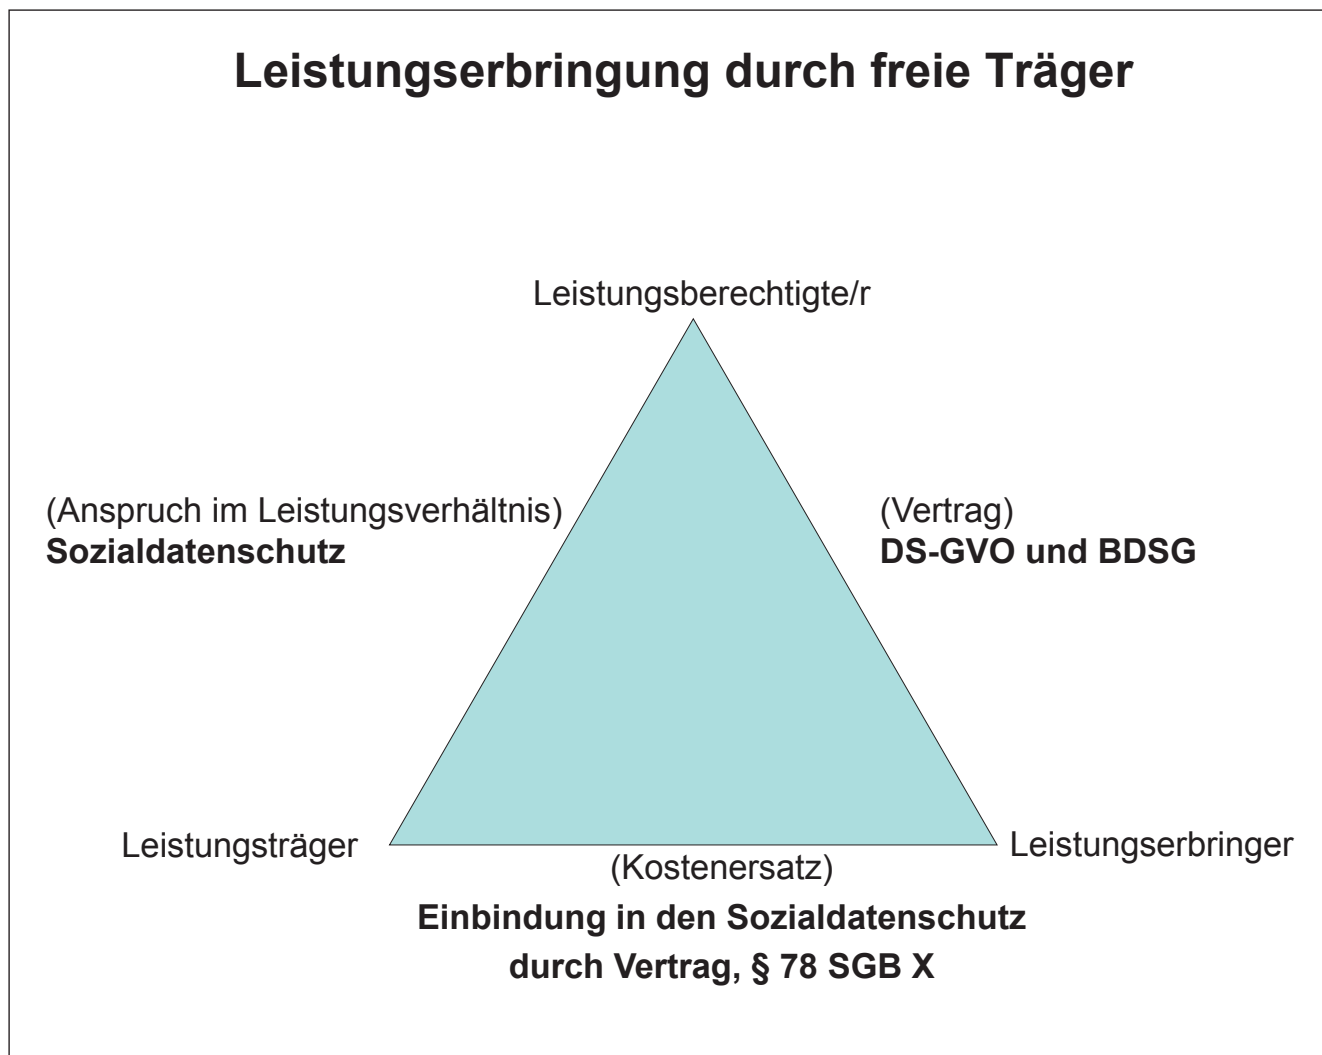 Leistungserbringung durch freie Träger
Leistungsberechtigte/r
(Anspruch im Leistungsverhältnis)
Sozialdatenschutz
(Vertrag)
DS-GVO und BDSG
Leistungsträger
Leistungserbringer
(Kostenersatz)
Einbindung in den Sozialdatenschutz
durch Vertrag, § 78 SGB X